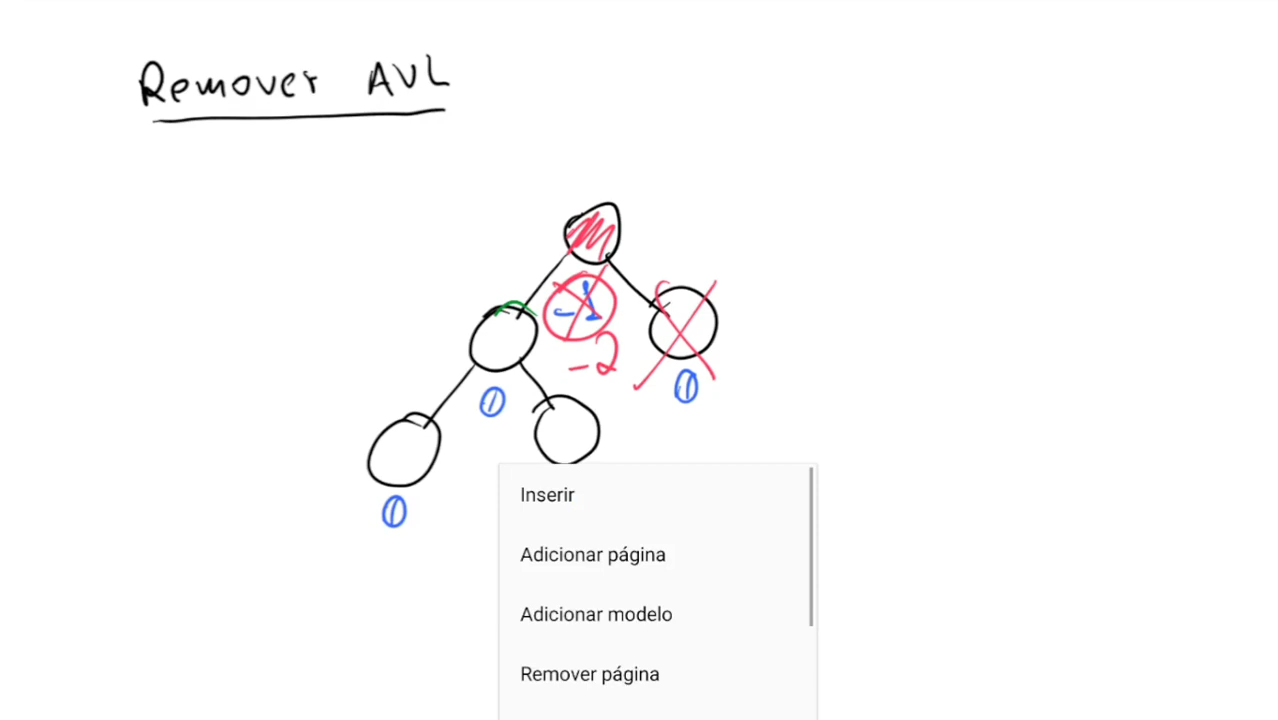 Remover AVL
-1
-2
0
0
0
Inserir
Adicionar página
Adicionar modelo
Remover página